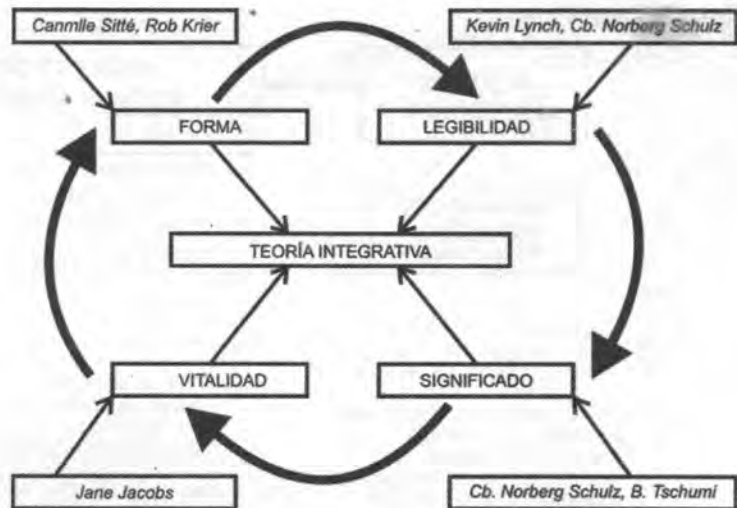 Canmlle Sitté, Rob Krier
Kevin Lynch, Cb. Norberg Schulz
FORMA
LEGIBILIDAD
TEORÍA INTEGRATIVA
VITALIDAD
SIGNIFICADO
Jane Jacobs
Cb. Norberg Schulz, B. Tschumi